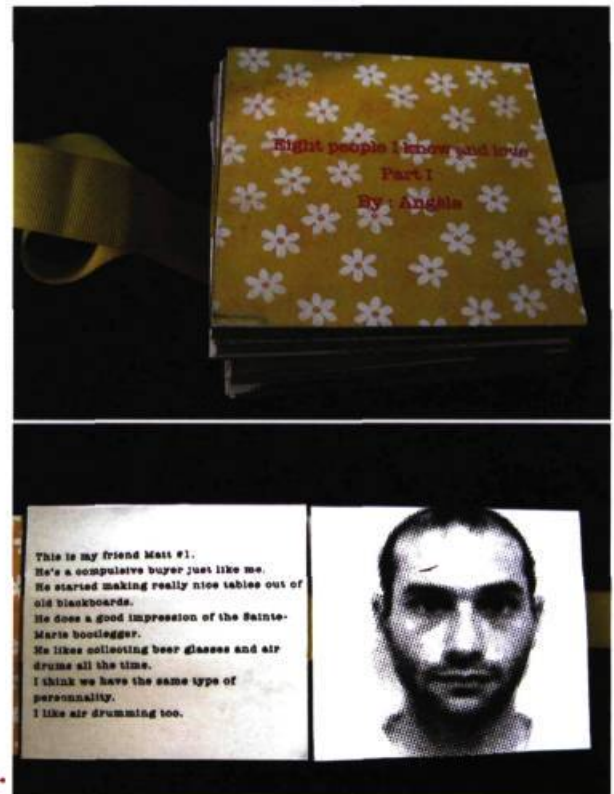 Eight people I know and love
Part I
By : Angèle
This is my friend Matt #1.
He's a compulsive buyer just like me.
He started making really nice tables out of
old blackboards.
He does a good impression of the Sainte-
Marie bootlegger.
He likes collecting beer glasses and air
drums all the time.
I think we have the same type of
personnality.
I like air drumming too.